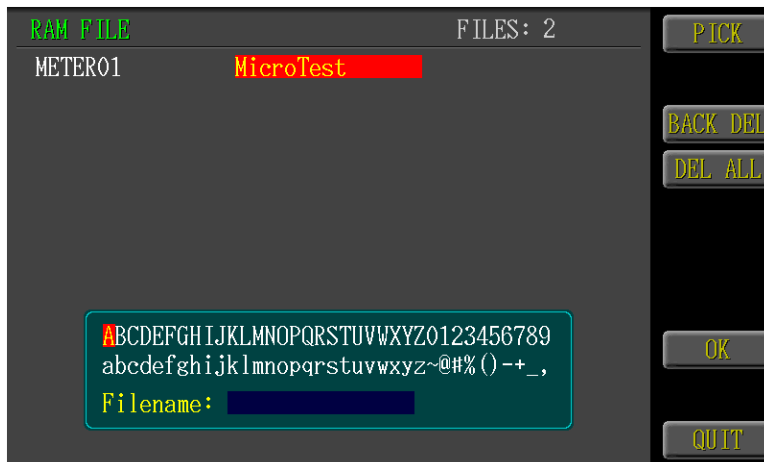 RAM FILE FILES: 2
METER01 MicroTest
ABCDEFGHIJKLMNOPQRSTUVWXYZ0123456789
abcdefghijklmnopqrstuvwxyz~@#%()-+_,
Filename:
PICK
BACK DEL
DEL ALL
OK
QUIT